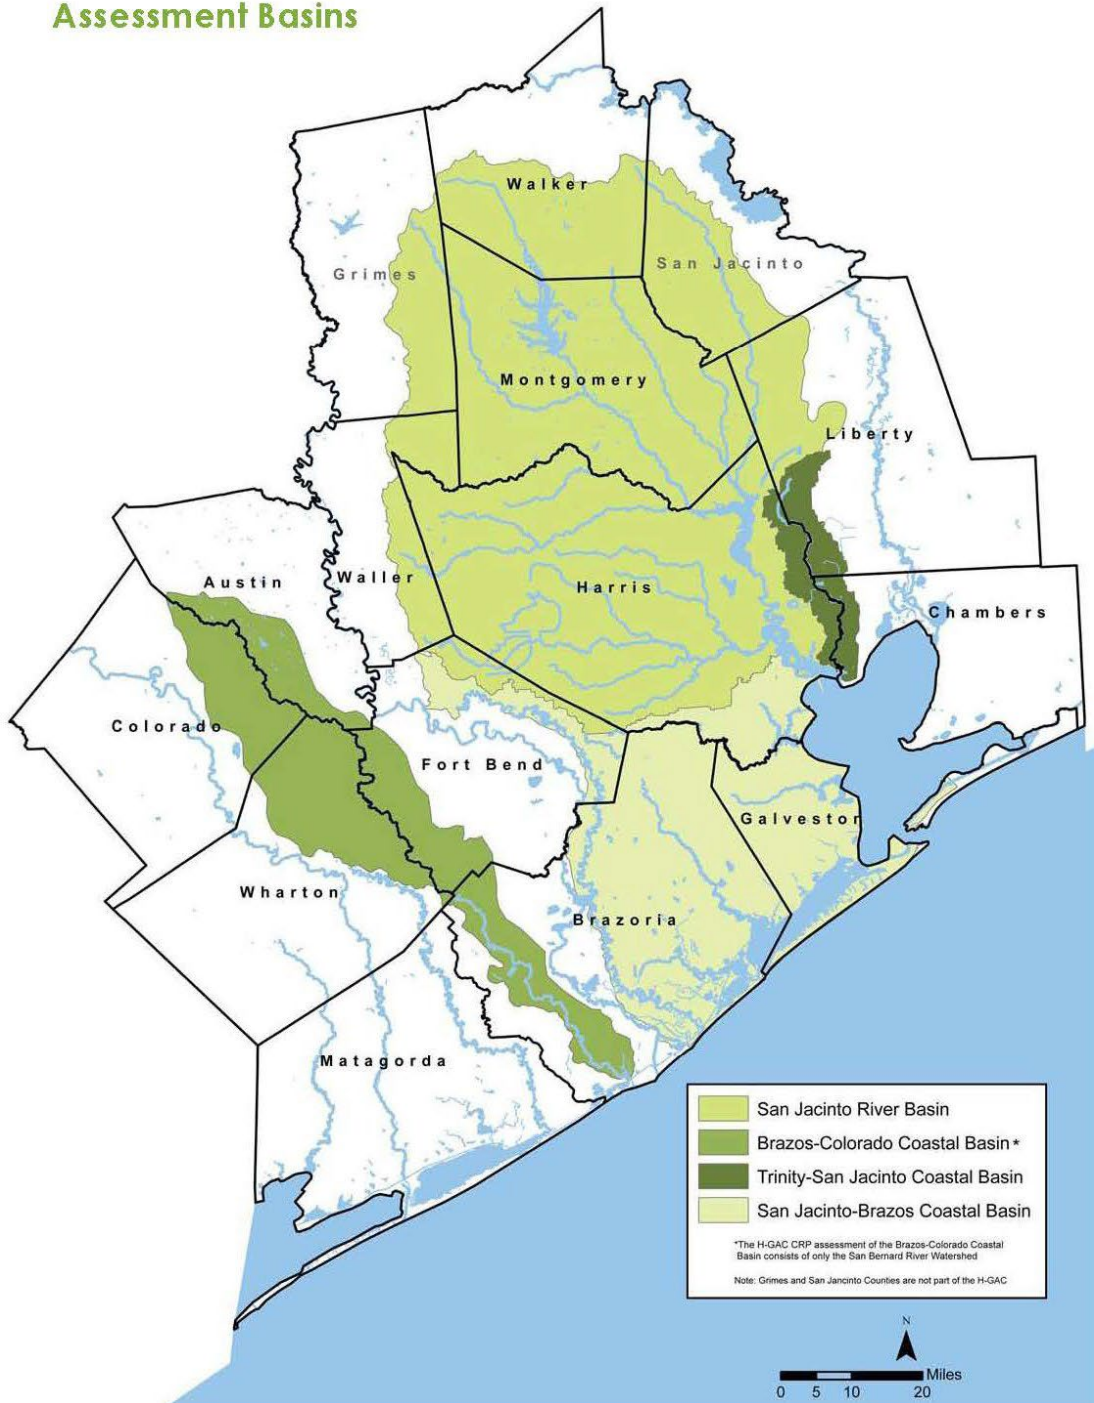 Assessment Basins
Walker
Grimes
San Jacinto
Montgomery
Liberty
Austin
Waller
Harris
Chambers
Colorado
Fort Bend
Galveston
Wharton
Brazoria
Matagorda
San Jacinto River Basin
Brazos-Colorado Coastal Basin*
Trinity-San Jacinto Coastal Basin
San Jacinto-Brazos Coastal Basin
*The H-GAC CRP assessment of the Brazos-Colorado Coastal
Basin consists of only the San Bernard River Watershed
Note: Grimes and San Jancinto Counties are not part of the H-GAC
N
Miles
0 5 10 20